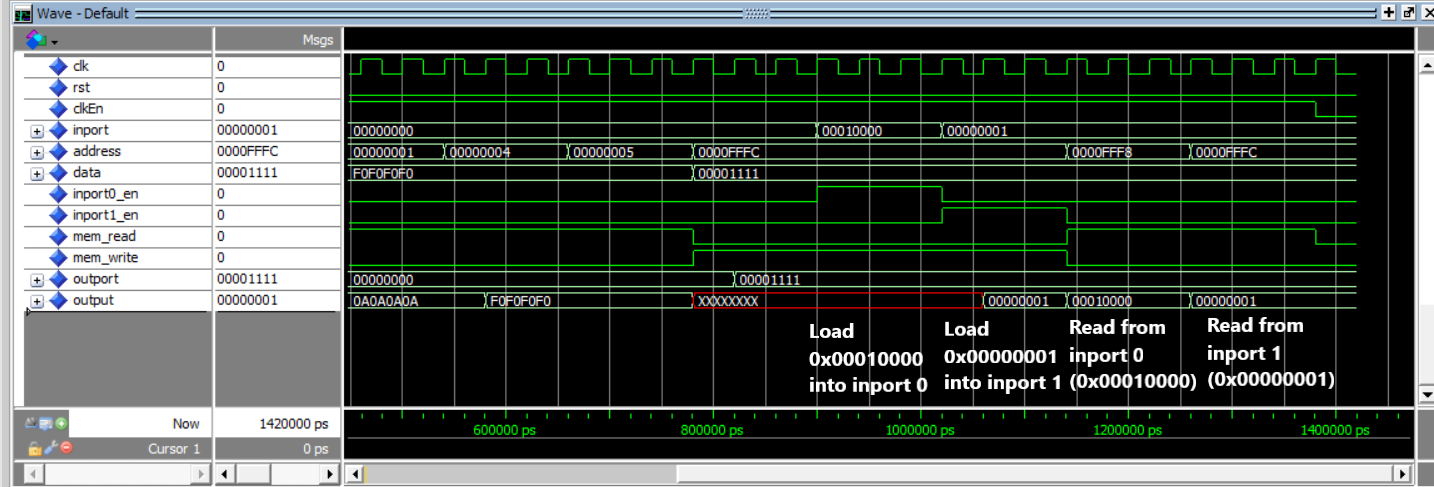 Wave - Default
Msgs
clk 0
rst 0
clkEn 0
inport 00000001 00000000 00010000 00000001
address 0000FFFC 00000001 00000004 00000005 0000FFFC 0000FFF8 0000FFFC
data 00001111 F0F0F0F0 00001111
inport0_en 0
inport1_en 0
mem_read 0
mem_write 0
outport 00001111 00000000 00001111
output 00000001 0A0A0A0A F0F0F0F0 XXXXXXXX 00000001 00010000 00000001
Load
0x00010000
into inport 0
Load
0x00000001
into inport 1
Read from
inport 0
(0x00010000)
Read from
inport 1
(0x00000001)
Now 1420000 ps 600000 ps 800000 ps 1000000 ps 1200000 ps 1400000 ps
Cursor 1 0 ps